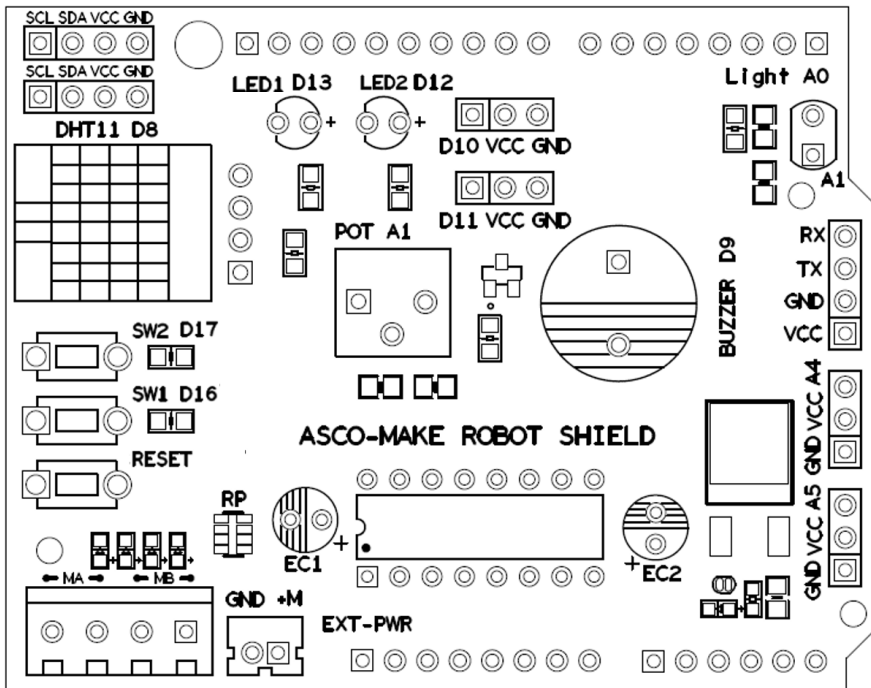 SCL SDA VCC GND
SCL SDA VCC GND
DHT11 D8
LED1 D13
LED2 D12
D10 VCC GND
D11 VCC GND
Light A0
A1
POT A1
BUZZER D9
RX
TX
GND
VCC
SW2 D17
SW1 D16
RESET
GND VCC A4
ASCO-MAKE ROBOT SHIELD
GND VCC A5
RP
EC1
EC2
MA
MB
GND +M
EXT-PWR